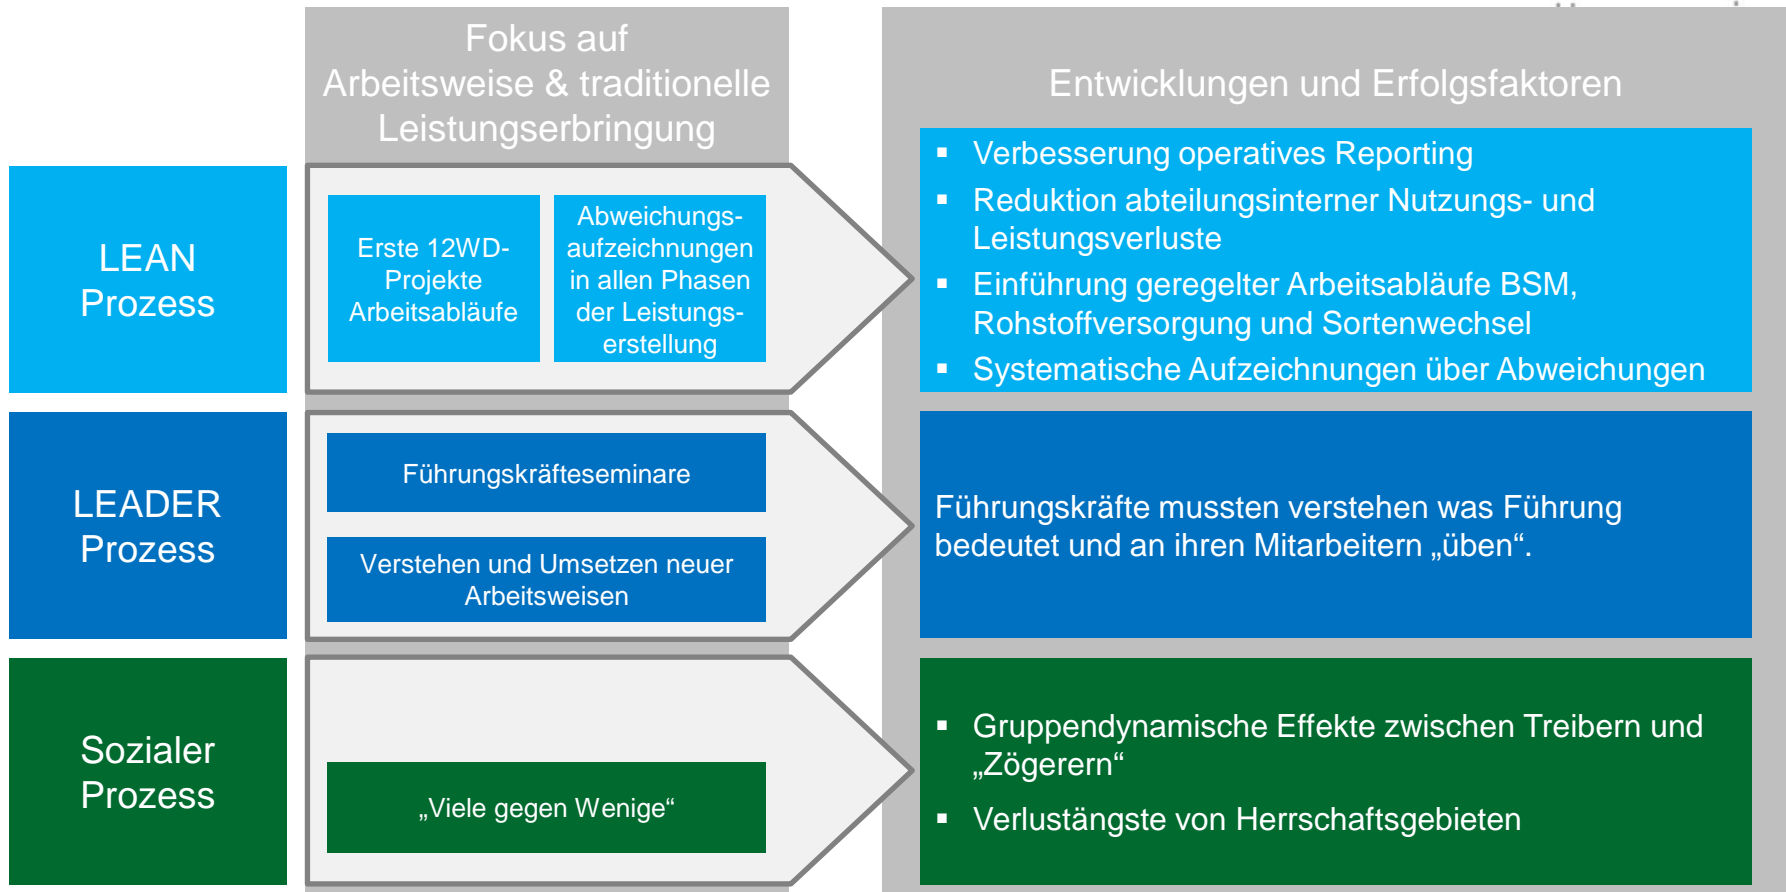 Fokus auf
Arbeitsweise & traditionelle
Leistungserbringung
Entwicklungen und Erfolgsfaktoren
LEAN
Prozess
Erste 12WD-
Projekte
Arbeitsabläufe
Abweichungs-
aufzeichnungen
in allen Phasen
der Leistungs-
erstellung
▪ Verbesserung operatives Reporting
▪ Reduktion abteilungsinterner Nutzungs- und
Leistungsverluste
▪ Einführung geregelter Arbeitsabläufe BSM,
Rohstoffversorgung und Sortenwechsel
▪ Systematische Aufzeichnungen über Abweichungen
LEADER
Prozess
Führungskräfteseminare
Verstehen und Umsetzen neuer
Arbeitsweisen
Führungskräfte mussten verstehen was Führung
bedeutet und an ihren Mitarbeitern „üben“.
Sozialer
Prozess
„Viele gegen Wenige“
▪ Gruppendynamische Effekte zwischen Treibern und
„Zögerern“
▪ Verlustängste von Herrschaftsgebieten